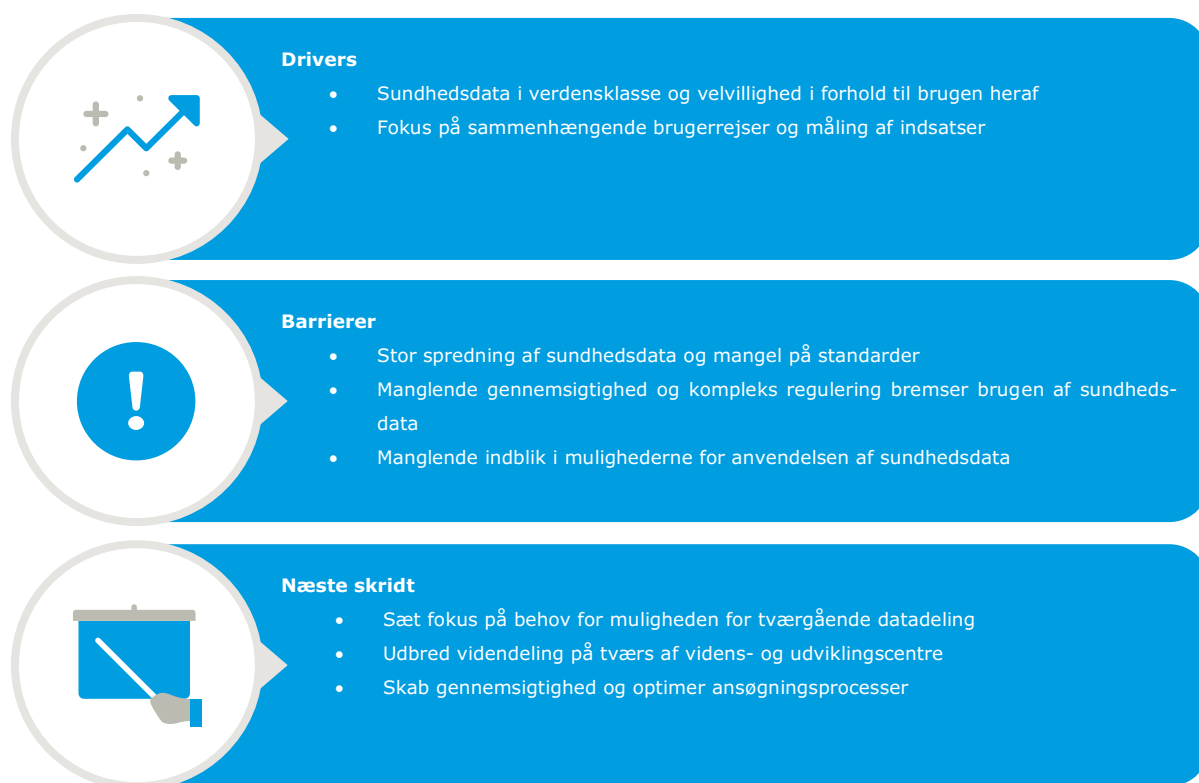 Drivers
• Sundhedsdata i verdensklasse og velvillighed i forhold til brugen heraf
• Fokus på sammenhængende brugerrejser og måling af indsatser
Barrierer
• Stor spredning af sundhedsdata og mangel på standarder
• Manglende gennemsigtighed og kompleks regulering bremser brugen af sundheds-
data
• Manglende indblik i mulighederne for anvendelsen af sundhedsdata
Næste skridt
• Sæt fokus på behov for muligheden for tværgående datadeling
• Udbred videndeling på tværs af videns- og udviklingscentre
• Skab gennemsigtighed og optimer ansøgningsprocesser